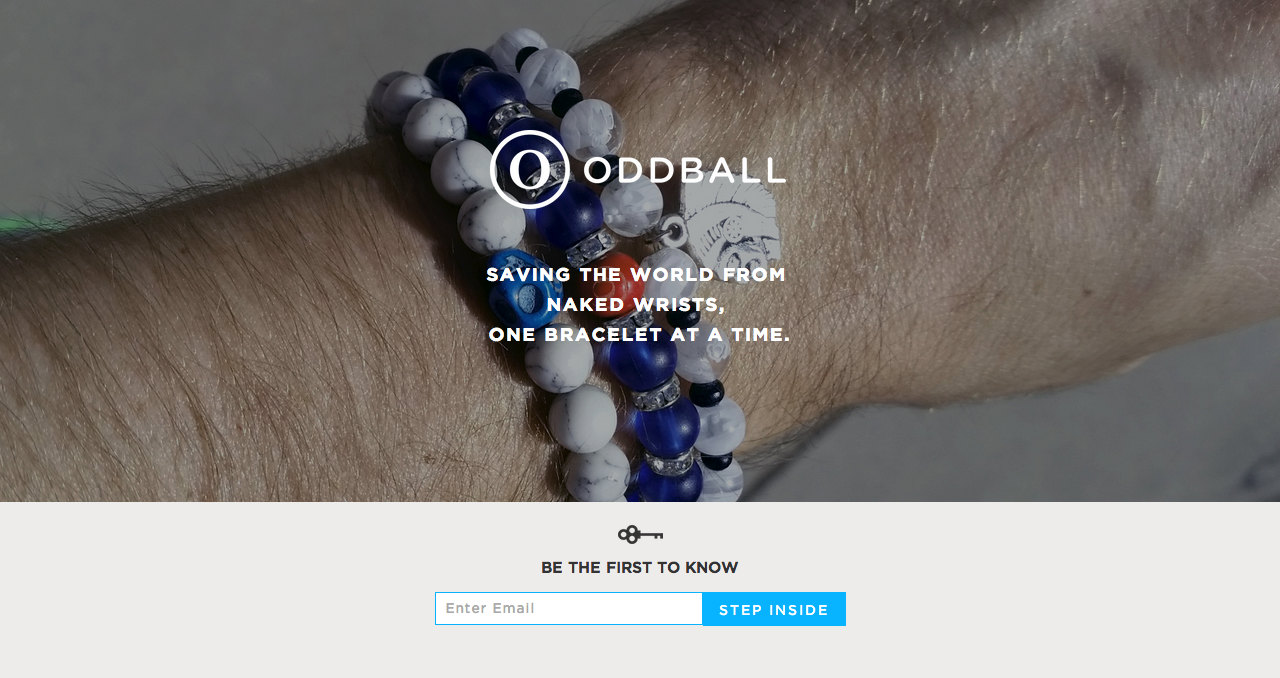 O ODDBALL
SAVING THE WORLD FROM
NAKED WRISTS,
ONE BRACELET AT A TIME.
BE THE FIRST TO KNOW
Enter Email
STEP INSIDE